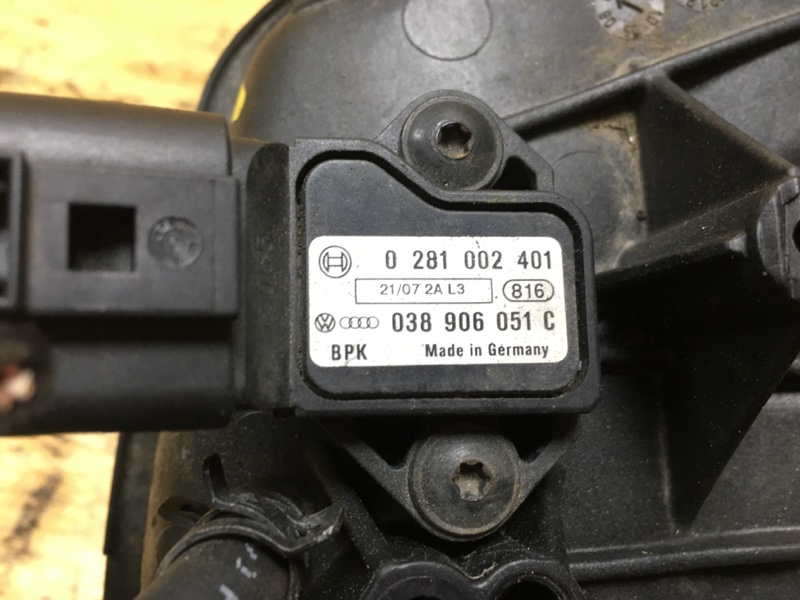 0 281 002 401
21/07 2A L3 816
038 906 051 C
BPK Made in Germany